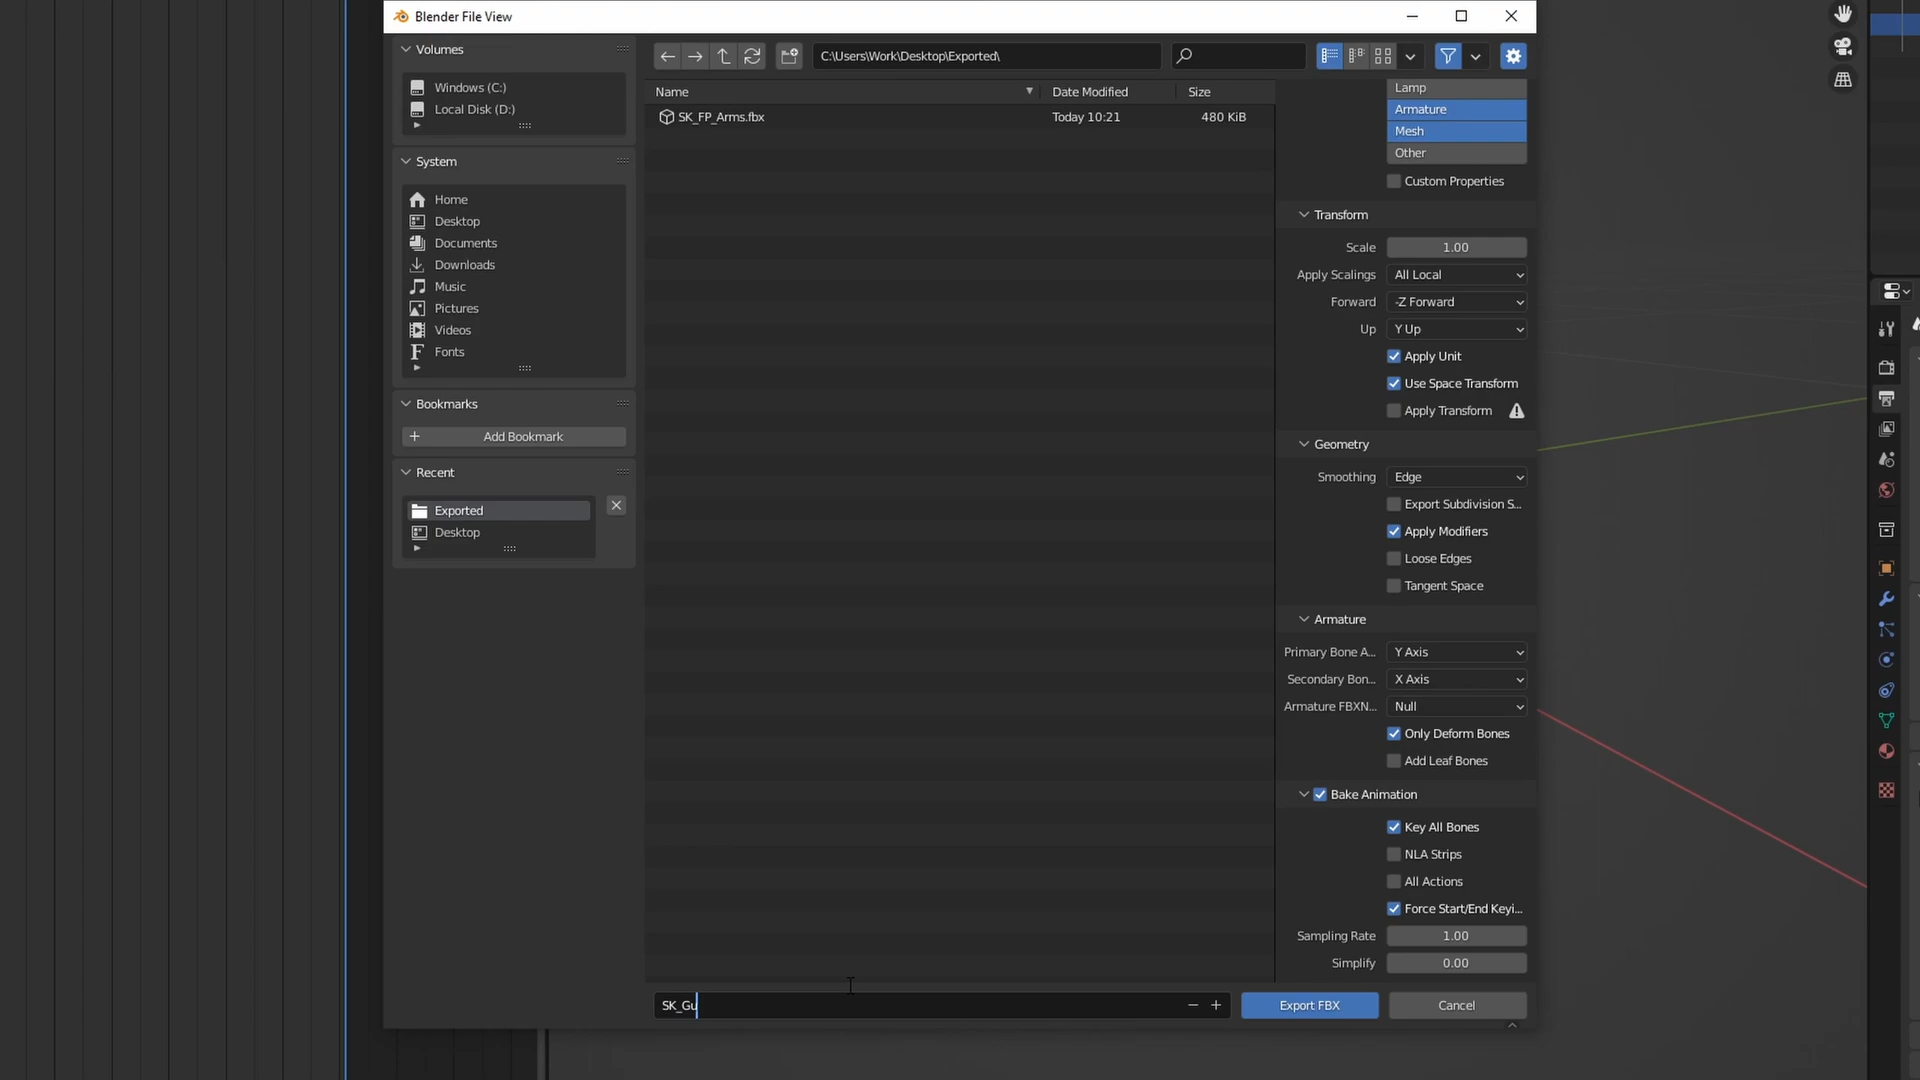 Blender File View
Volumes
Windows (C:)
Local Disk (D:)
System
Home
Desktop
Documents
Downloads
Music
Pictures
Videos
Fonts
Bookmarks
Add Bookmark
Recent
Exported
Desktop
C:\Users\Work\Desktop\Exported\
Name Date Modified Size
SK_FP_Arms.fbx Today 10:21 480 KiB
SK_Gu
Lamp
Armature
Mesh
Other
Custom Properties
Transform
Scale 1.00
Apply Scalings All Local
Forward -Z Forward
Up Y Up
Apply Unit
Use Space Transform
Apply Transform
Geometry
Smoothing Edge
Export Subdivision S...
Apply Modifiers
Loose Edges
Tangent Space
Armature
Primary Bone A... Y Axis
Secondary Bon... X Axis
Armature FBXN... Null
Only Deform Bones
Add Leaf Bones
Bake Animation
Key All Bones
NLA Strips
All Actions
Force Start/End Keyi...
Sampling Rate 1.00
Simplify 0.00
Export FBX Cancel